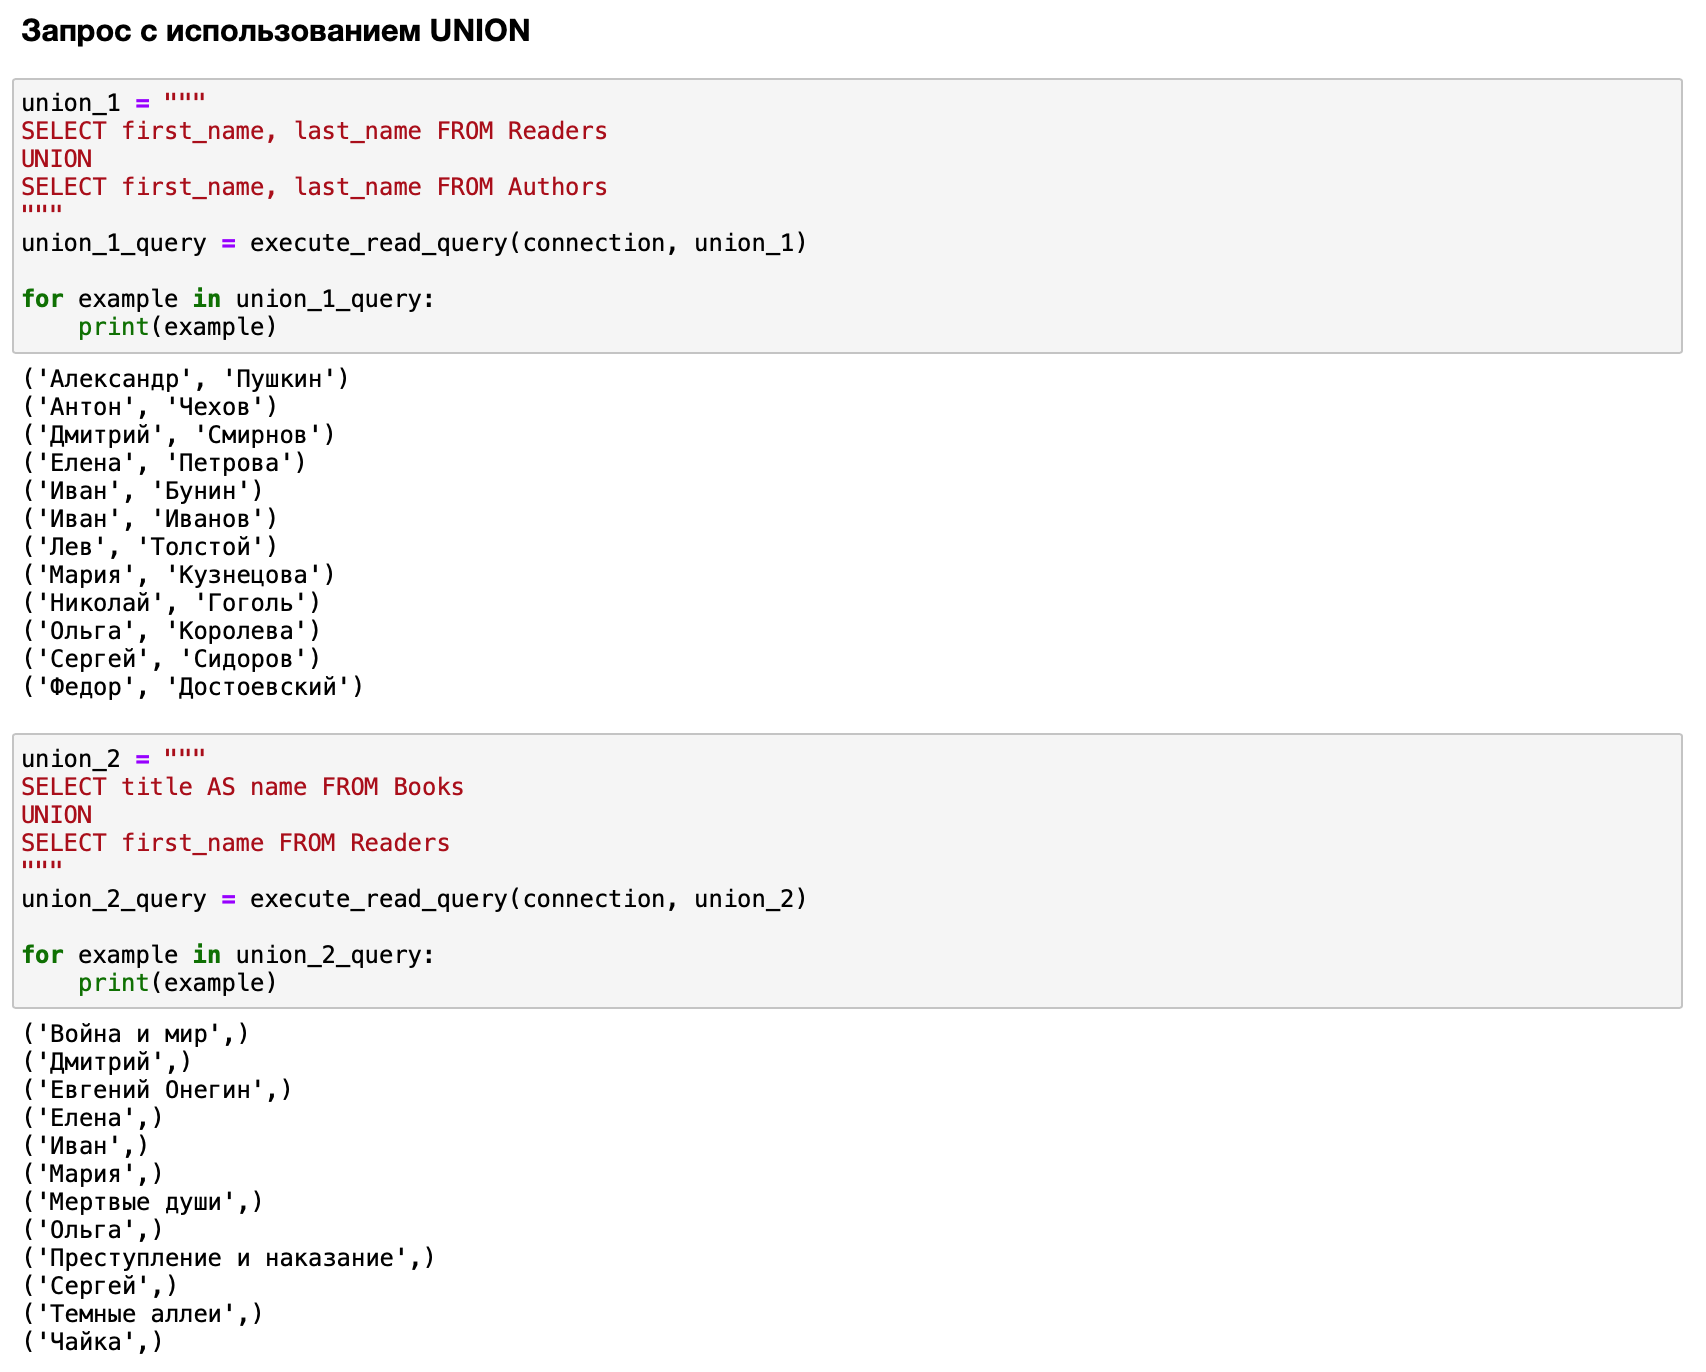 Запрос с использованием UNION
union_1 = """
SELECT first_name, last_name FROM Readers
UNION
SELECT first_name, last_name FROM Authors
"""
union_1_query = execute_read_query(connection, union_1)
for example in union_1_query:
    print(example)
('Александр', 'Пушкин')
('Антон', 'Чехов')
('Дмитрий', 'Смирнов')
('Елена', 'Петрова')
('Иван', 'Бунин')
('Иван', 'Иванов')
('Лев', 'Толстой')
('Мария', 'Кузнецова')
('Николай', 'Гоголь')
('Ольга', 'Королева')
('Сергей', 'Сидоров')
('Федор', 'Достоевский')
union_2 = """
SELECT title AS name FROM Books
UNION
SELECT first_name FROM Readers
"""
union_2_query = execute_read_query(connection, union_2)
for example in union_2_query:
    print(example)
('Война и мир',)
('Дмитрий',)
('Евгений Онегин',)
('Елена',)
('Иван',)
('Мария',)
('Мертвые души',)
('Ольга',)
('Преступление и наказание',)
('Сергей',)
('Темные аллеи',)
('Чайка',)